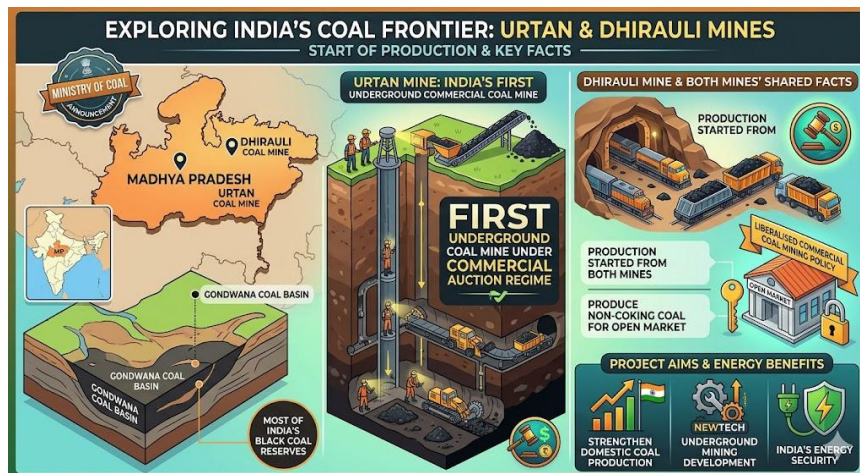 EXPLORING INDIA'S COAL FRONTIER: URTAN & DHIRAULI MINES
START OF PRODUCTION & KEY FACTS
MINISTRY OF COAL
ANNOUNCEMENT
DHIRAULI
COAL MINE
MADHYA PRADESH
URTAN
COAL MINE
MP
GONDWANA COAL BASIN
GONDWANA COAL
BASIN
GONDWANA
COAL BASIN
MOST OF
INDIA'S
BLACK COAL
RESERVES
URTAN MINE: INDIA'S FIRST
UNDERGROUND COMMERCIAL COAL MINE
FIRST
UNDERGROUND
COAL MINE UNDER
COMMERCIAL
AUCTION REGIME
$
₹
DHIRAULI MINE & BOTH MINES' SHARED FACTS
PRODUCTION
STARTED FROM
$
PRODUCTION
STARTED FROM
BOTH MINES
PRODUCE
NON-COKING COAL
FOR OPEN MARKET
LIBERALISED COMMERCIAL
COAL MINING POLICY
OPEN MARKET
PROJECT AIMS & ENERGY BENEFITS
STRENGTHEN
DOMESTIC COAL
PRODUCTION
NEWTECH
UNDERGROUND
MINING
DEVELOPMENT
INDIA'S ENERGY
SECURITY